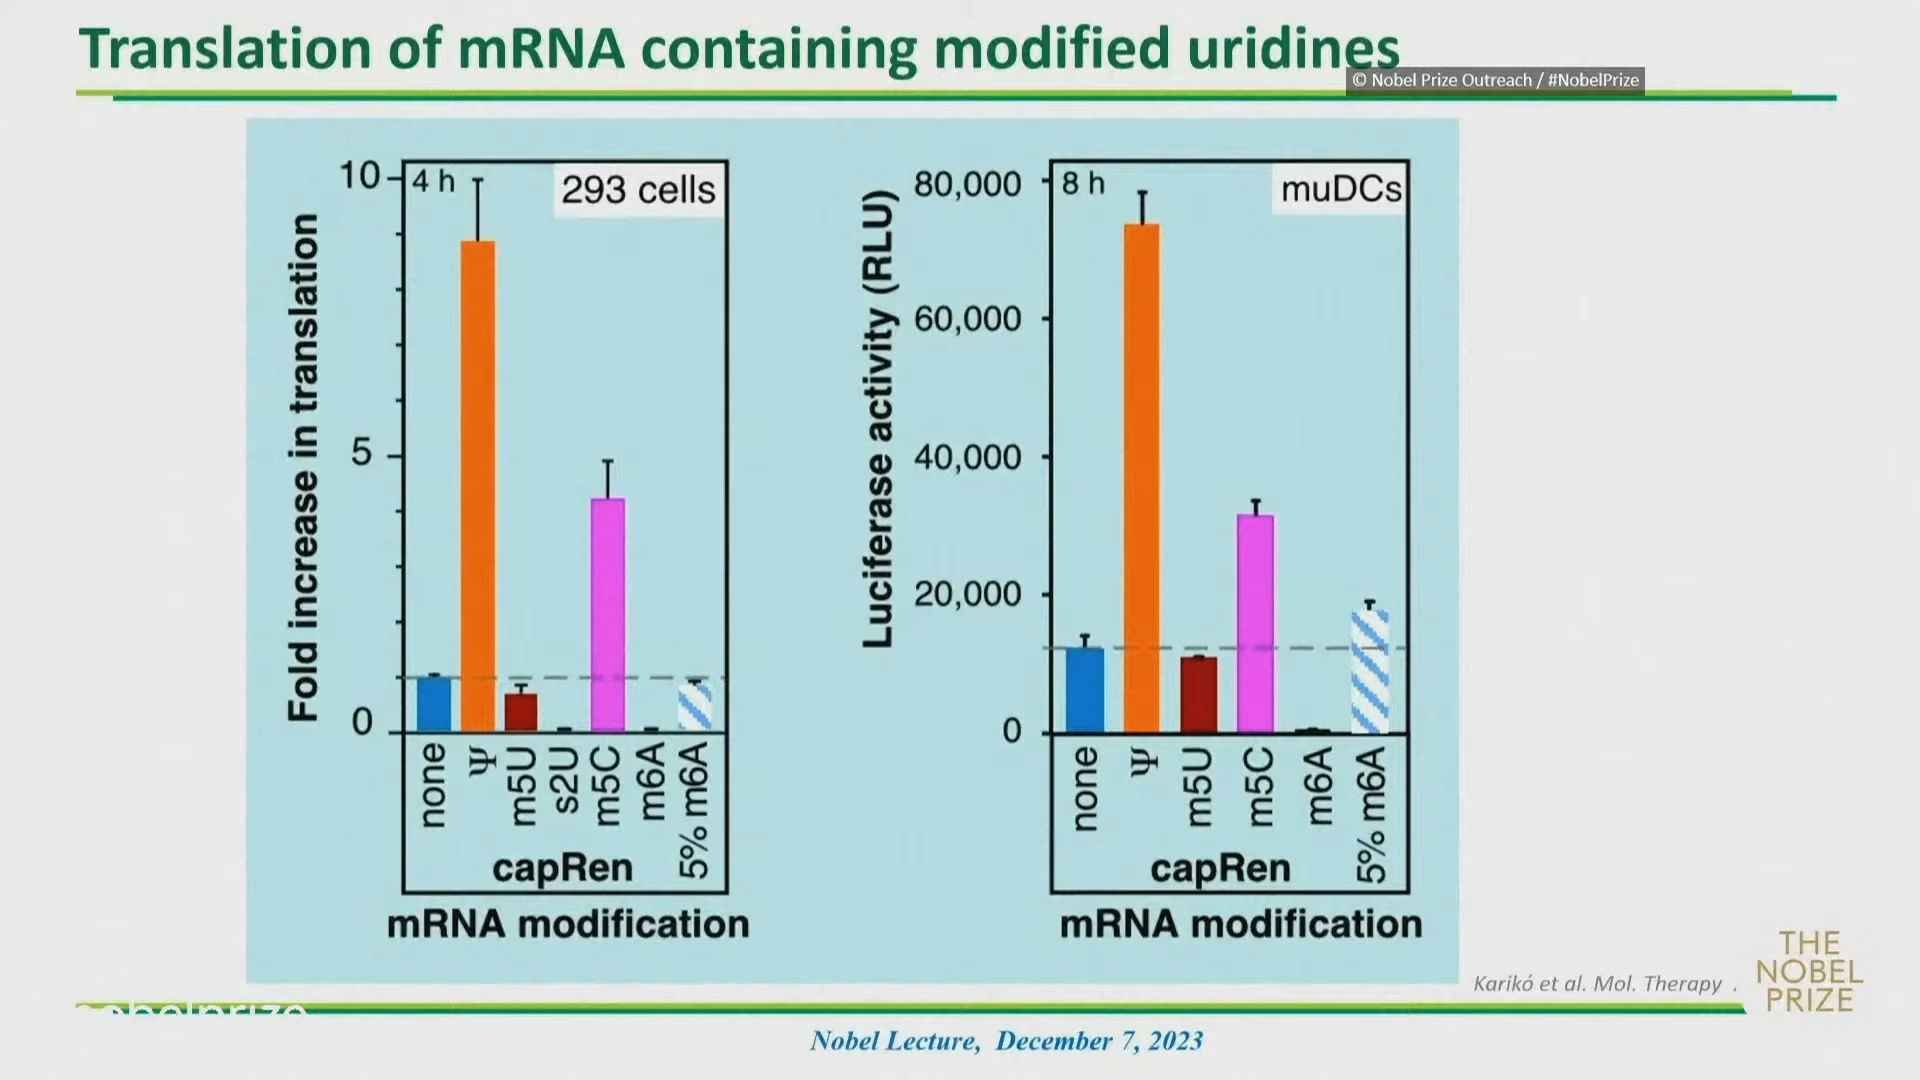 Translation of mRNA containing modified uridines
© Nobel Prize Outreach / #NobelPrize
Fold increase in translation
10
5
0
4 h
293 cells
none
Ψ
m5U
s2U
m5C
m6A
5% m6A
capRen
mRNA modification
Luciferase activity (RLU)
80,000
60,000
40,000
20,000
0
8 h
muDCs
none
Ψ
m5U
m5C
m6A
5% m6A
capRen
mRNA modification
Karikó et al. Mol. Therapy .
THE
NOBEL
PRIZE
nobelprize
Nobel Lecture, December 7, 2023